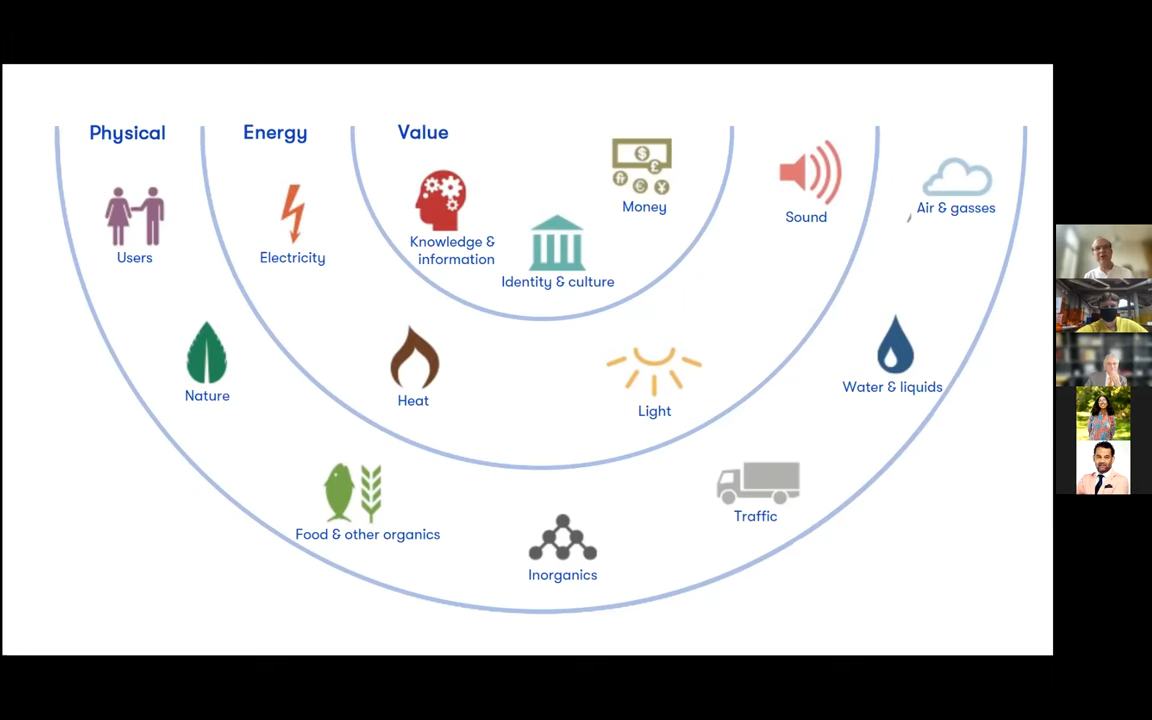 Physical
Energy
Value
Users
Electricity
Knowledge &
information
Identity & culture
Money
Sound
Air & gasses
Nature
Heat
Light
Water & liquids
Food & other organics
Inorganics
Traffic